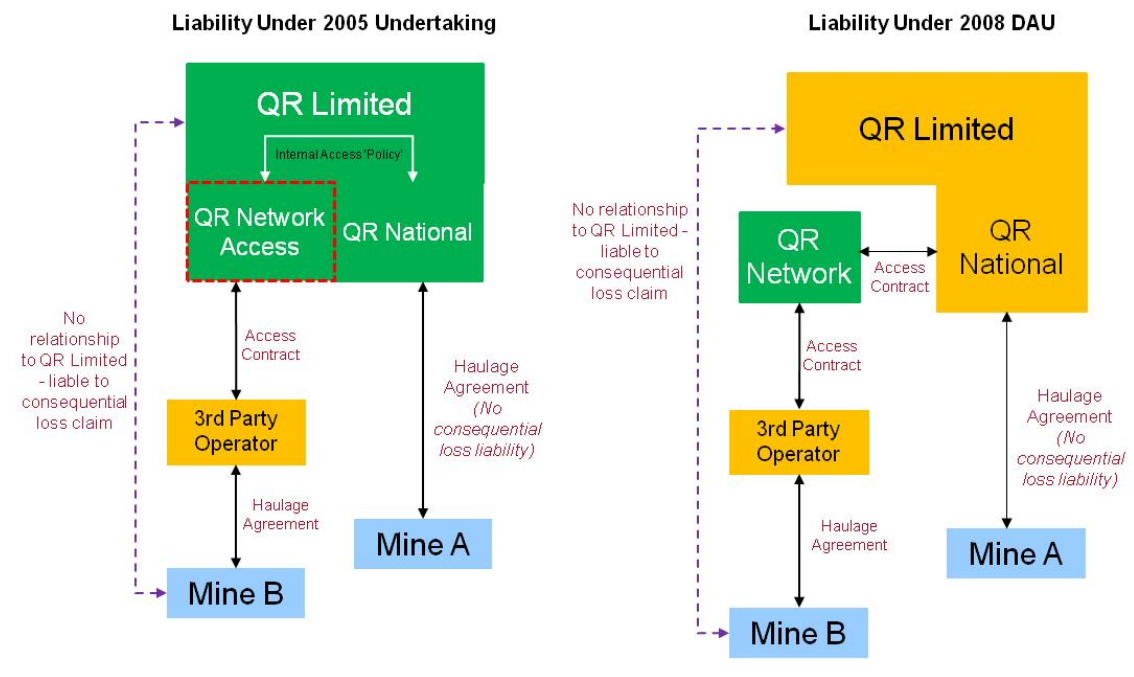 Liability Under 2005 Undertaking
QR Limited
Internal Access 'Policy'
QR Network
Access
QR National
No
relationship
to QR Limited
- liable to
consequential
loss claim
Access
Contract
3rd Party
Operator
Haulage
Agreement
Mine B
Haulage
Agreement
(No
consequential
loss liability)
Mine A
Liability Under 2008 DAU
QR Limited
No relationship
to QR Limited -
liable to
consequential
loss claim
QR
Network
Access
Contract
QR
National
Access
Contract
3rd Party
Operator
Haulage
Agreement
Mine B
Haulage
Agreement
(No
consequential
loss liability)
Mine A